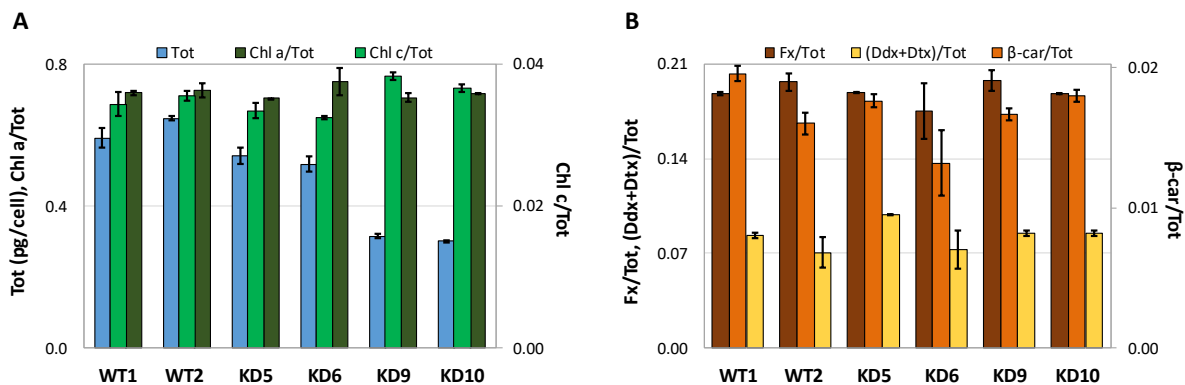 A
Tot Chl a/Tot Chl c/Tot
Tot (pg/cell), Chl a/Tot
0.8
0.4
0.0
0.04
0.02
0.00
Chl c/Tot
WT1 WT2 KD5 KD6 KD9 KD10
B
Fx/Tot (Ddx+Dtx)/Tot β-car/Tot
Fx/Tot, (Ddx+Dtx)/Tot
0.21
0.14
0.07
0.00
0.02
0.01
0.00
β-car/Tot
WT1 WT2 KD5 KD6 KD9 KD10